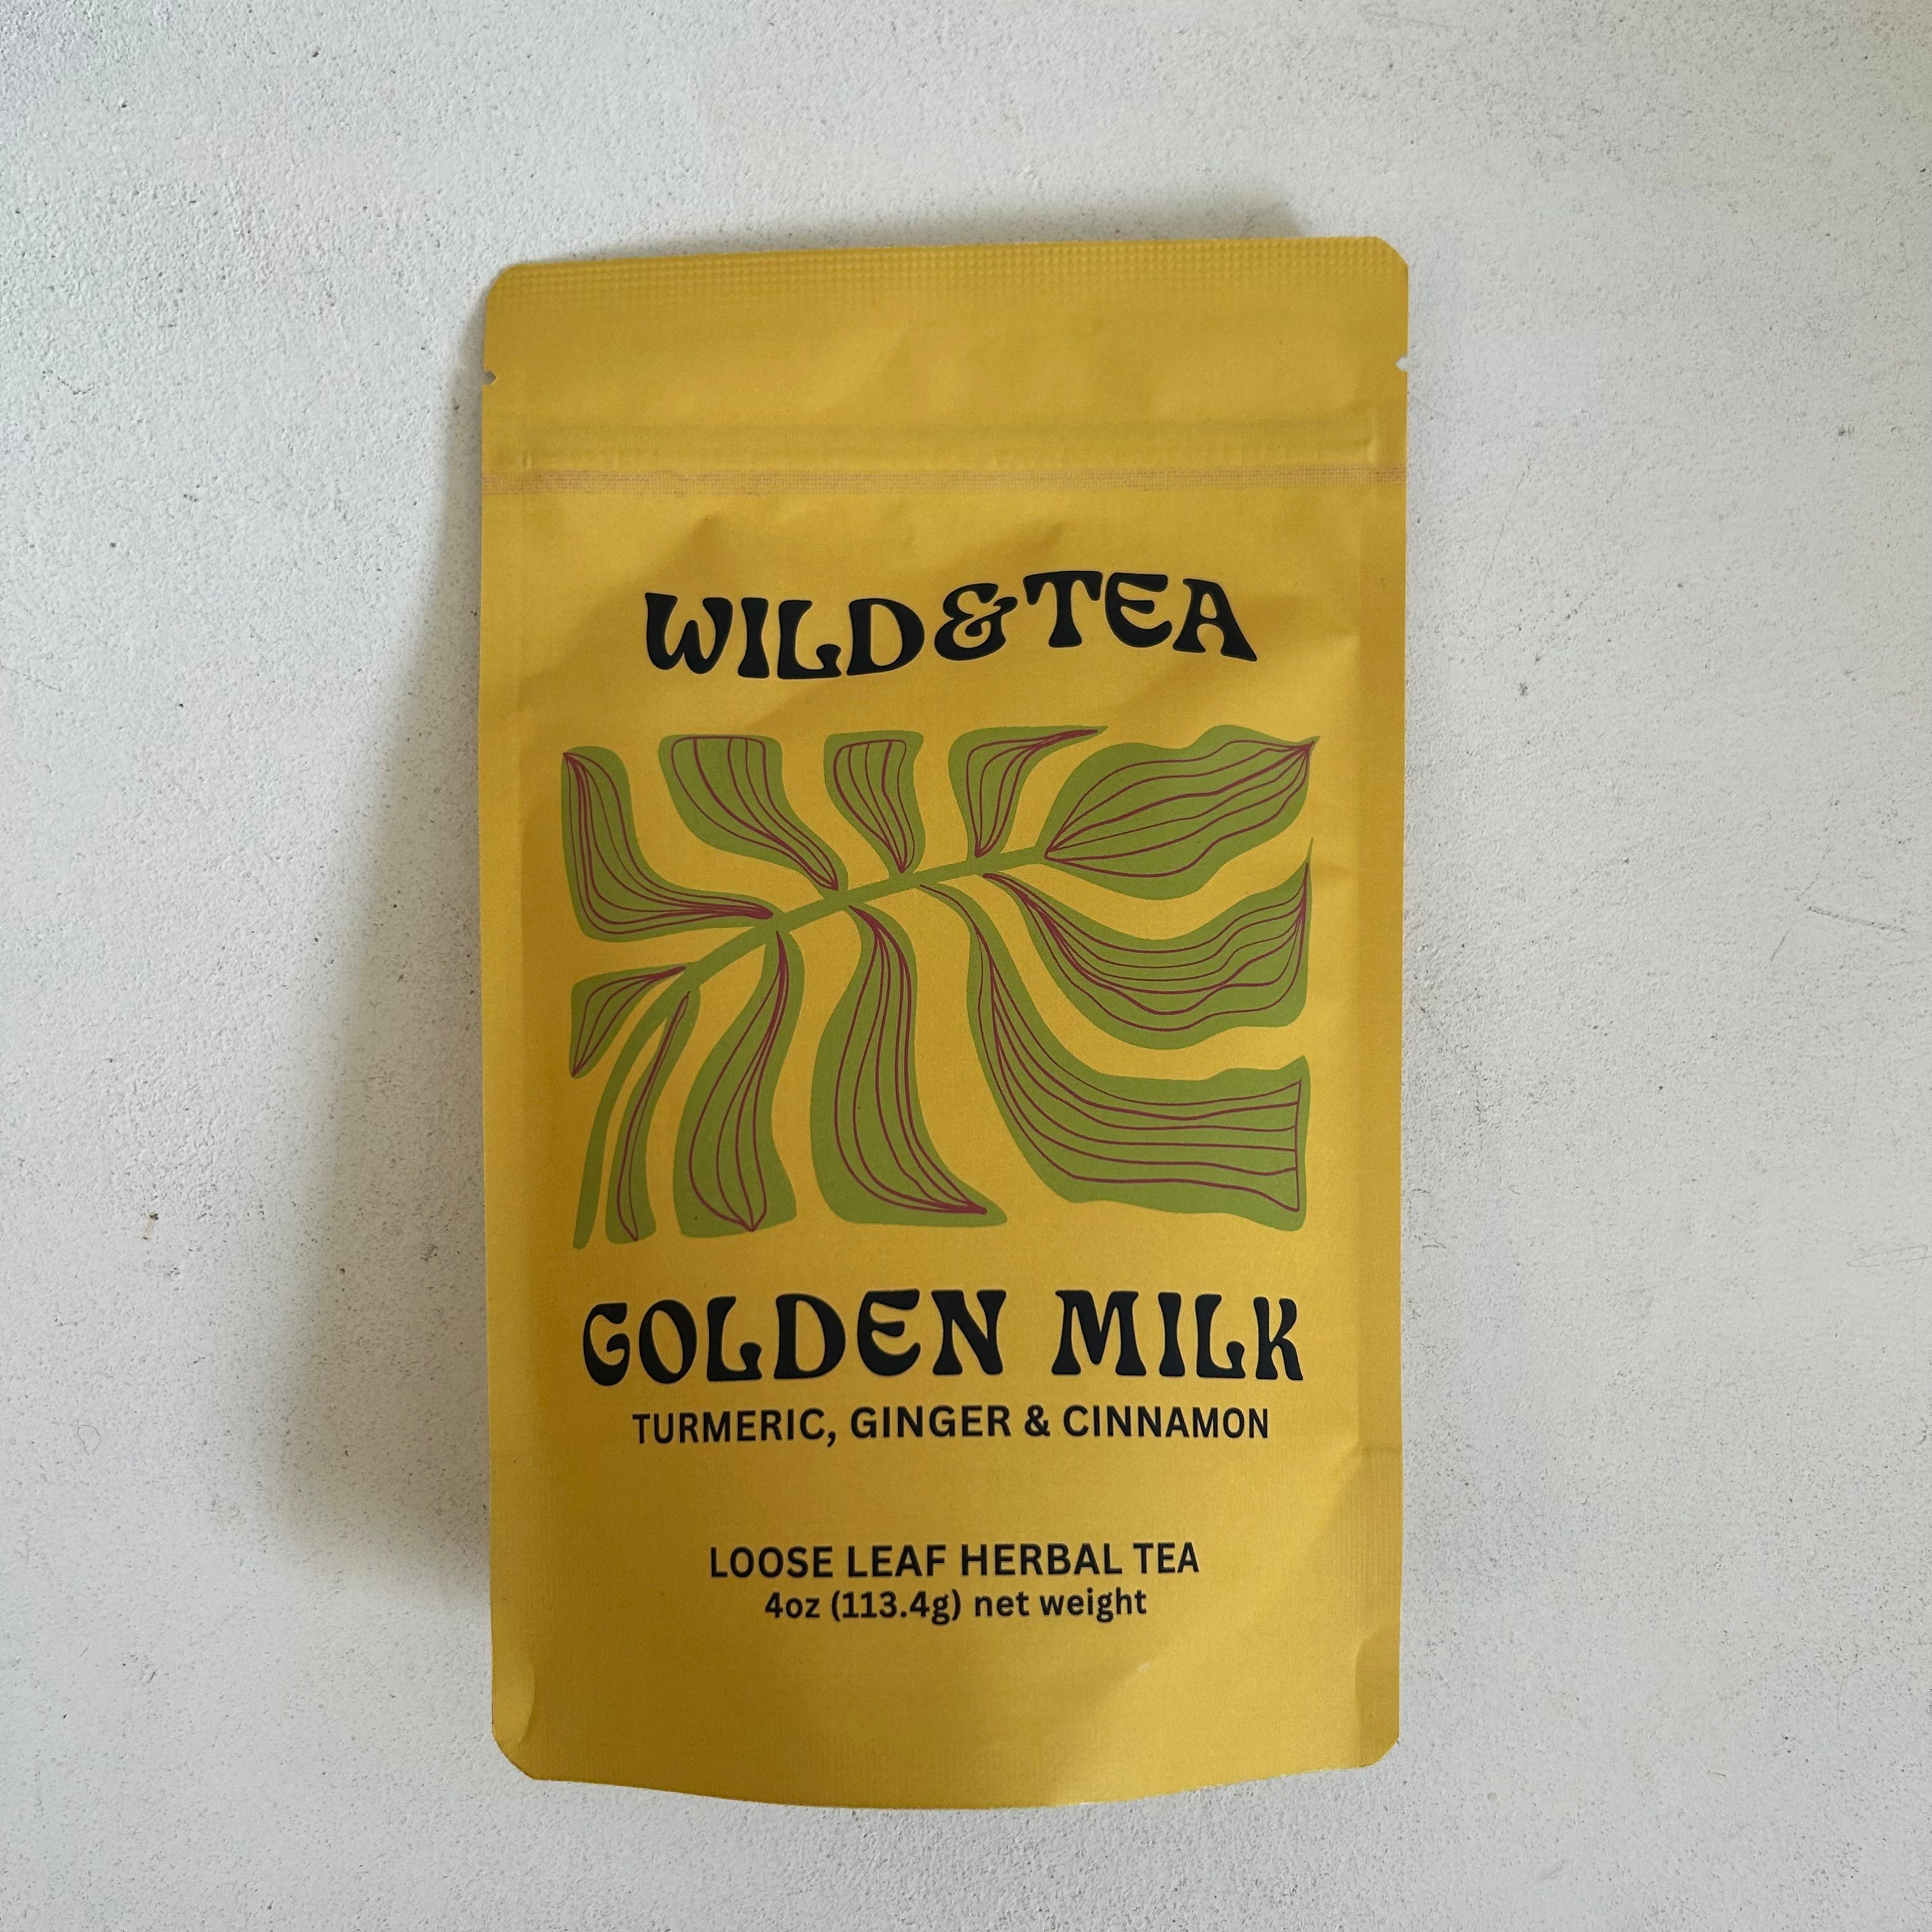 WILD&TEA
GOLDEN MILK
TURMERIC, GINGER & CINNAMON
LOOSE LEAF HERBAL TEA
4oz (113.4g) net weight